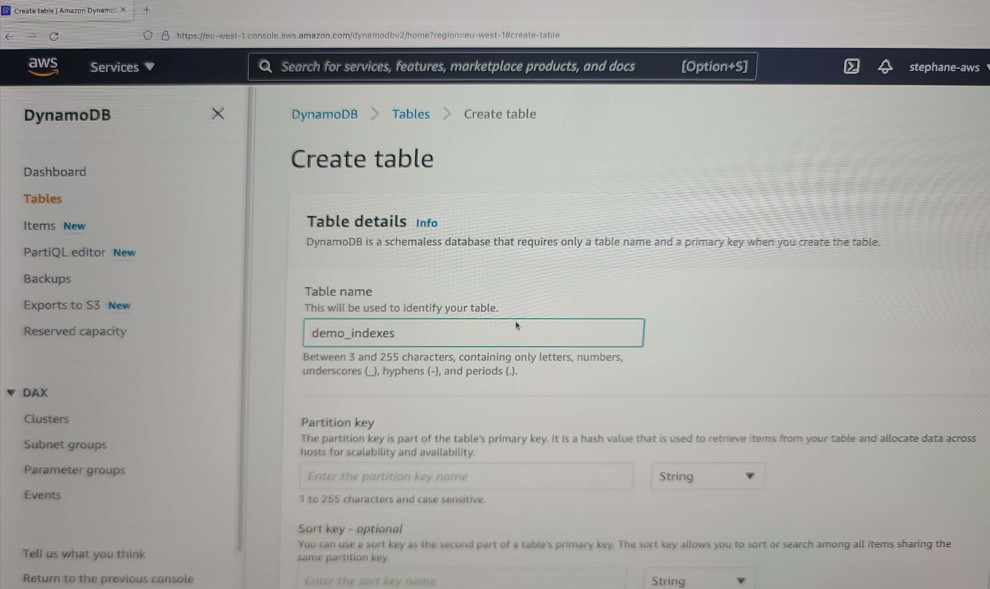 Create table | Amazon Dynamo
https://eu-west-1.console.aws.amazon.com/dynamodbv2/home?region=eu-west-1#create-table
aws
Services
Search for services, features, marketplace products, and docs
[Option+S]
stephane-aws
DynamoDB
Dashboard
Tables
Items New
PartiQL editor New
Backups
Exports to S3 New
Reserved capacity
DAX
Clusters
Subnet groups
Parameter groups
Events
Tell us what you think
Return to the previous console
DynamoDB > Tables > Create table
Create table
Table details Info
DynamoDB is a schemaless database that requires only a table name and a primary key when you create the table.
Table name
This will be used to identify your table.
demo_indexes
Between 3 and 255 characters, containing only letters, numbers,
underscores (_), hyphens (-), and periods (.).
Partition key
The partition key is part of the table's primary key. It is a hash value that is used to retrieve items from your table and allocate data across
hosts for scalability and availability.
Enter the partition key name
String
1 to 255 characters and case sensitive.
Sort key - optional
You can use a sort key as the second part of a table's primary key. The sort key allows you to sort or search among all items sharing the
same partition key.
Enter the sort key name
String